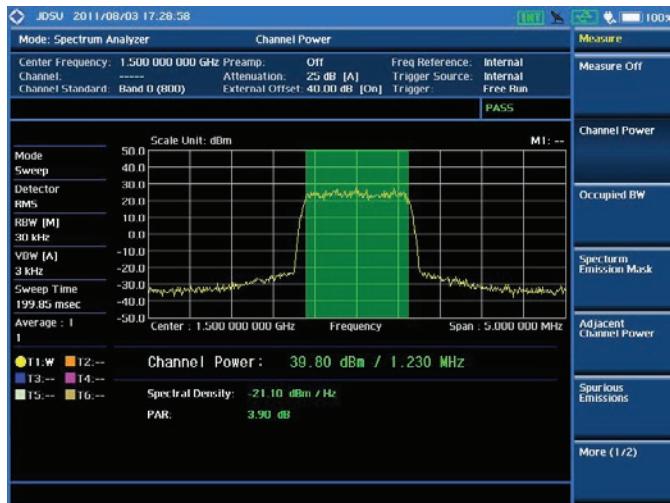 JDSU 2011/08/03 17:28:58 INT 100%
Mode: Spectrum Analyzer Channel Power Measure
Center Frequency: 1.500 000 000 GHz Preamp: Off Freq Reference: Internal
Channel: ----- Attenuation: 25 dB [A] Trigger Source: Internal
Channel Standard: Band 0 (800) External Offset: 40.00 dB [On] Trigger: Free Run
PASS
Measure Off
Channel Power
Occupied BW
Specturm
Emission Mask
Adjacent
Channel Power
Spurious
Emissions
More (1/2)
Scale Unit: dBm M1: --
Mode
Sweep
Detector
RMS
RBW [M]
30 kHz
VBW [A]
3 kHz
Sweep Time
199.85 msec
Average : 1
1
50.0
40.0
30.0
20.0
10.0
0.0
-10.0
-20.0
-30.0
-40.0
-50.0
Center : 1.500 000 000 GHz Frequency Span : 5.000 000 MHz
T1:W T2:--
T3:-- T4:--
T5:-- T6:--
Channel Power: 39.80 dBm / 1.230 MHz
Spectral Density: -21.10 dBm / Hz
PAR: 3.90 dB